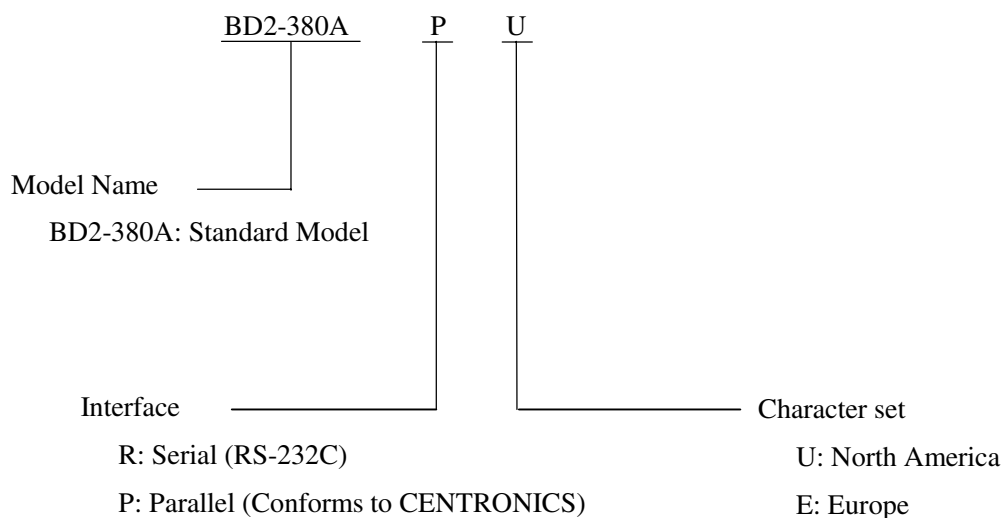 BD2-380A P U
Model Name
BD2-380A: Standard Model
Interface
R: Serial (RS-232C)
P: Parallel (Conforms to CENTRONICS)
Character set
U: North America
E: Europe